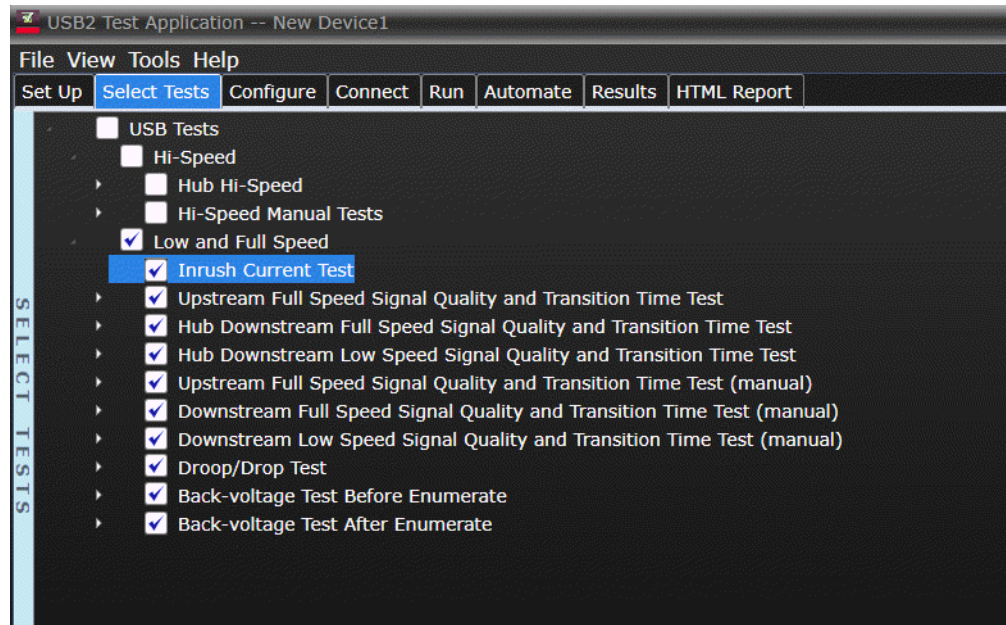 USB2 Test Application -- New Device1
File View Tools Help
Set Up Select Tests Configure Connect Run Automate Results HTML Report
USB Tests
Hi-Speed
Hub Hi-Speed
Hi-Speed Manual Tests
Low and Full Speed
Inrush Current Test
Upstream Full Speed Signal Quality and Transition Time Test
Hub Downstream Full Speed Signal Quality and Transition Time Test
Hub Downstream Low Speed Signal Quality and Transition Time Test
Upstream Full Speed Signal Quality and Transition Time Test (manual)
Downstream Full Speed Signal Quality and Transition Time Test (manual)
Downstream Low Speed Signal Quality and Transition Time Test (manual)
Droop/Drop Test
Back-voltage Test Before Enumerate
Back-voltage Test After Enumerate
SELECT TESTS